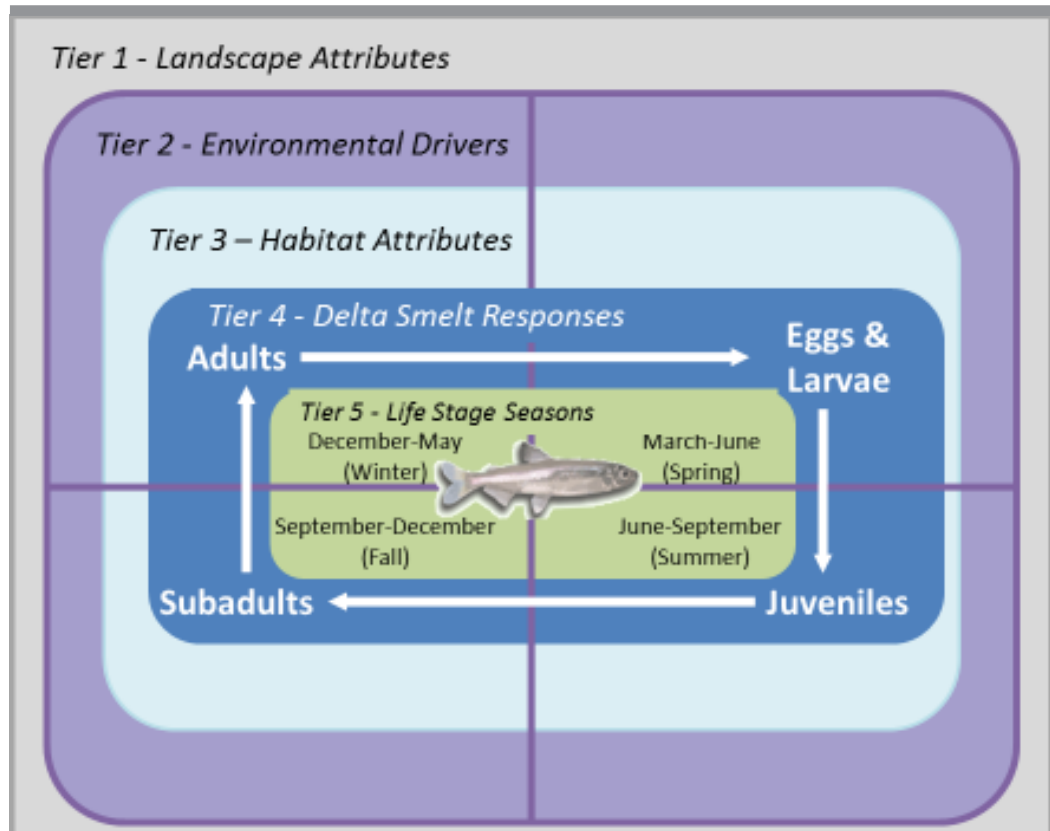 Tier 1 - Landscape Attributes
Tier 2 - Environmental Drivers
Tier 3 – Habitat Attributes
Tier 4 - Delta Smelt Responses
Adults
Eggs &
Larvae
Tier 5 - Life Stage Seasons
December-May
(Winter)
March-June
(Spring)
September-December
(Fall)
June-September
(Summer)
Subadults
Juveniles